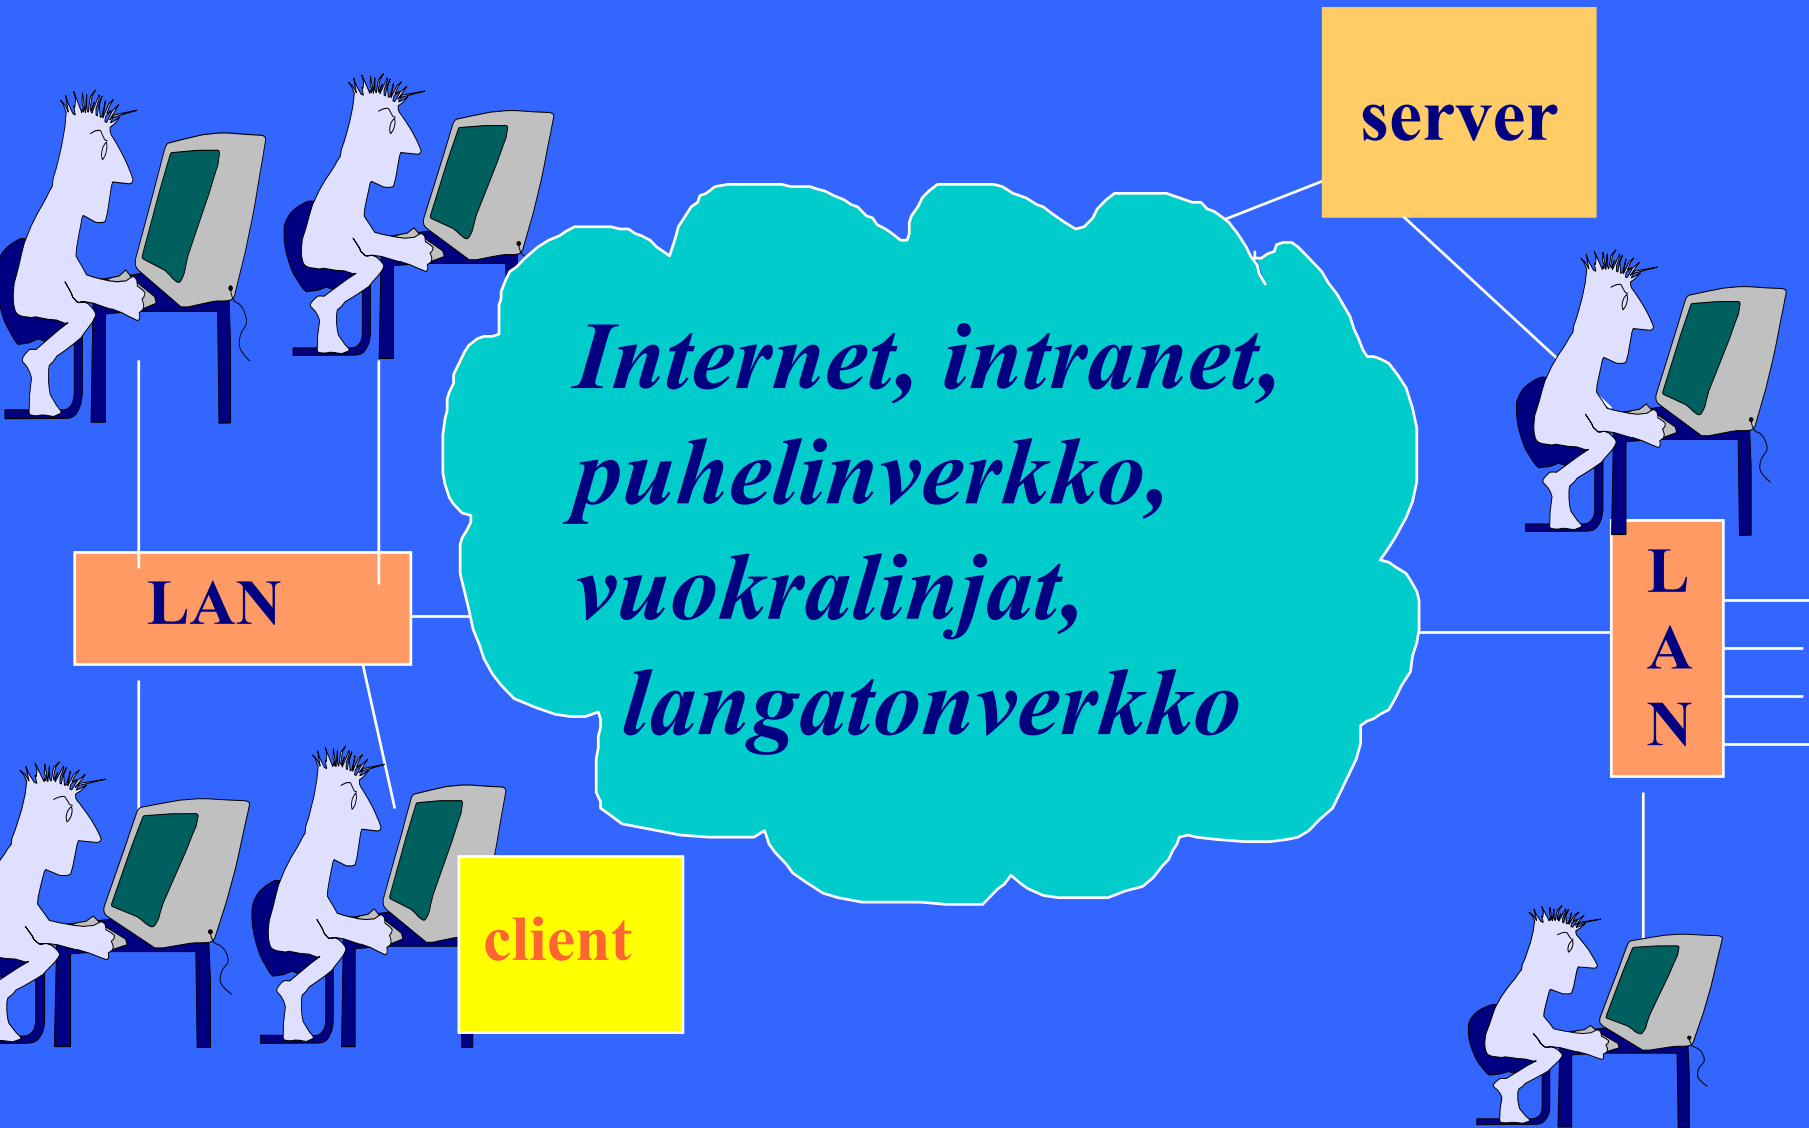 server
Internet, intranet,
puhelinverkko,
vuokralinjat,
langatonverkko
LAN
L
A
N
client